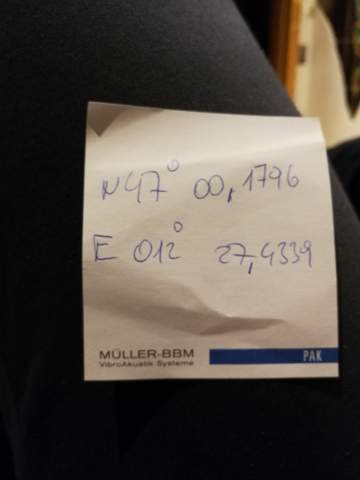 N47° 00,1796
E 012° 27,4339
MÜLLER-BBM
VibroAkustik Systeme
PAK